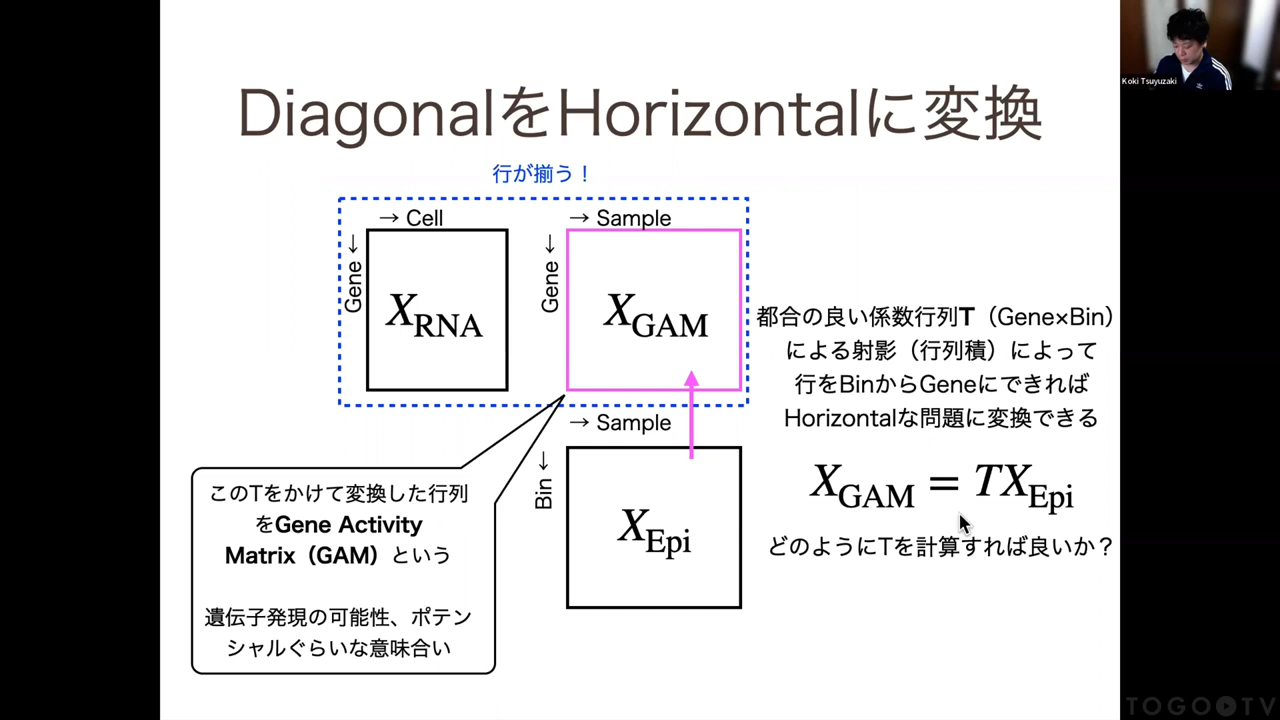 Koki Tsuyuzaki
DiagonalをHorizontalに変換
行が揃う！
→ Cell
→ Sample
Gene ←
Gene ←
X_RNA
X_GAM
都合の良い係数行列T（Gene×Bin）
による射影（行列積）によって
行をBinからGeneにできれば
Horizontalな問題に変換できる
→ Sample
Bin ←
X_Epi
X_GAM = TX_Epi
どのようにTを計算すれば良いか？
このTをかけて変換した行列
をGene Activity
Matrix（GAM）という
遺伝子発現の可能性、ポテン
シャルぐらいな意味合い
TOGOTV